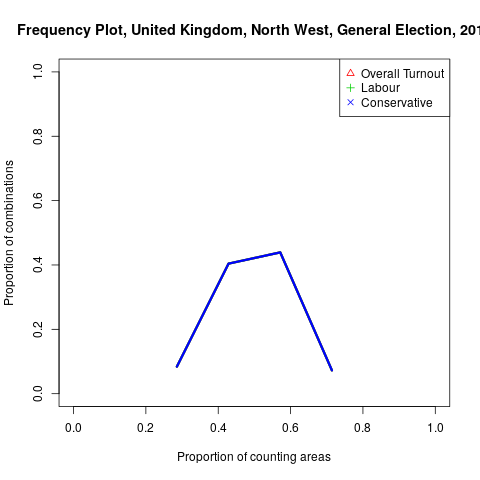 Frequency Plot, United Kingdom, North West, General Election, 201
Overall Turnout
Labour
Conservative
Proportion of combinations
1.0
0.8
0.6
0.4
0.2
0.0
0.0 0.2 0.4 0.6 0.8 1.0
Proportion of counting areas